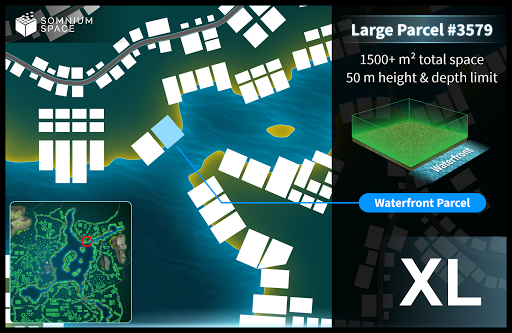 SOMNIUM
SPACE
Large Parcel #3579
1500+ m² total space
50 m height & depth limit
Waterfront
Waterfront Parcel
XL